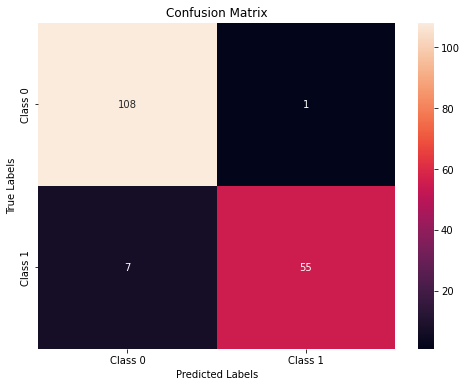 Confusion Matrix
Class 0
Class 1
True Labels
108
1
7
55
Class 0
Class 1
Predicted Labels
100
80
60
40
20